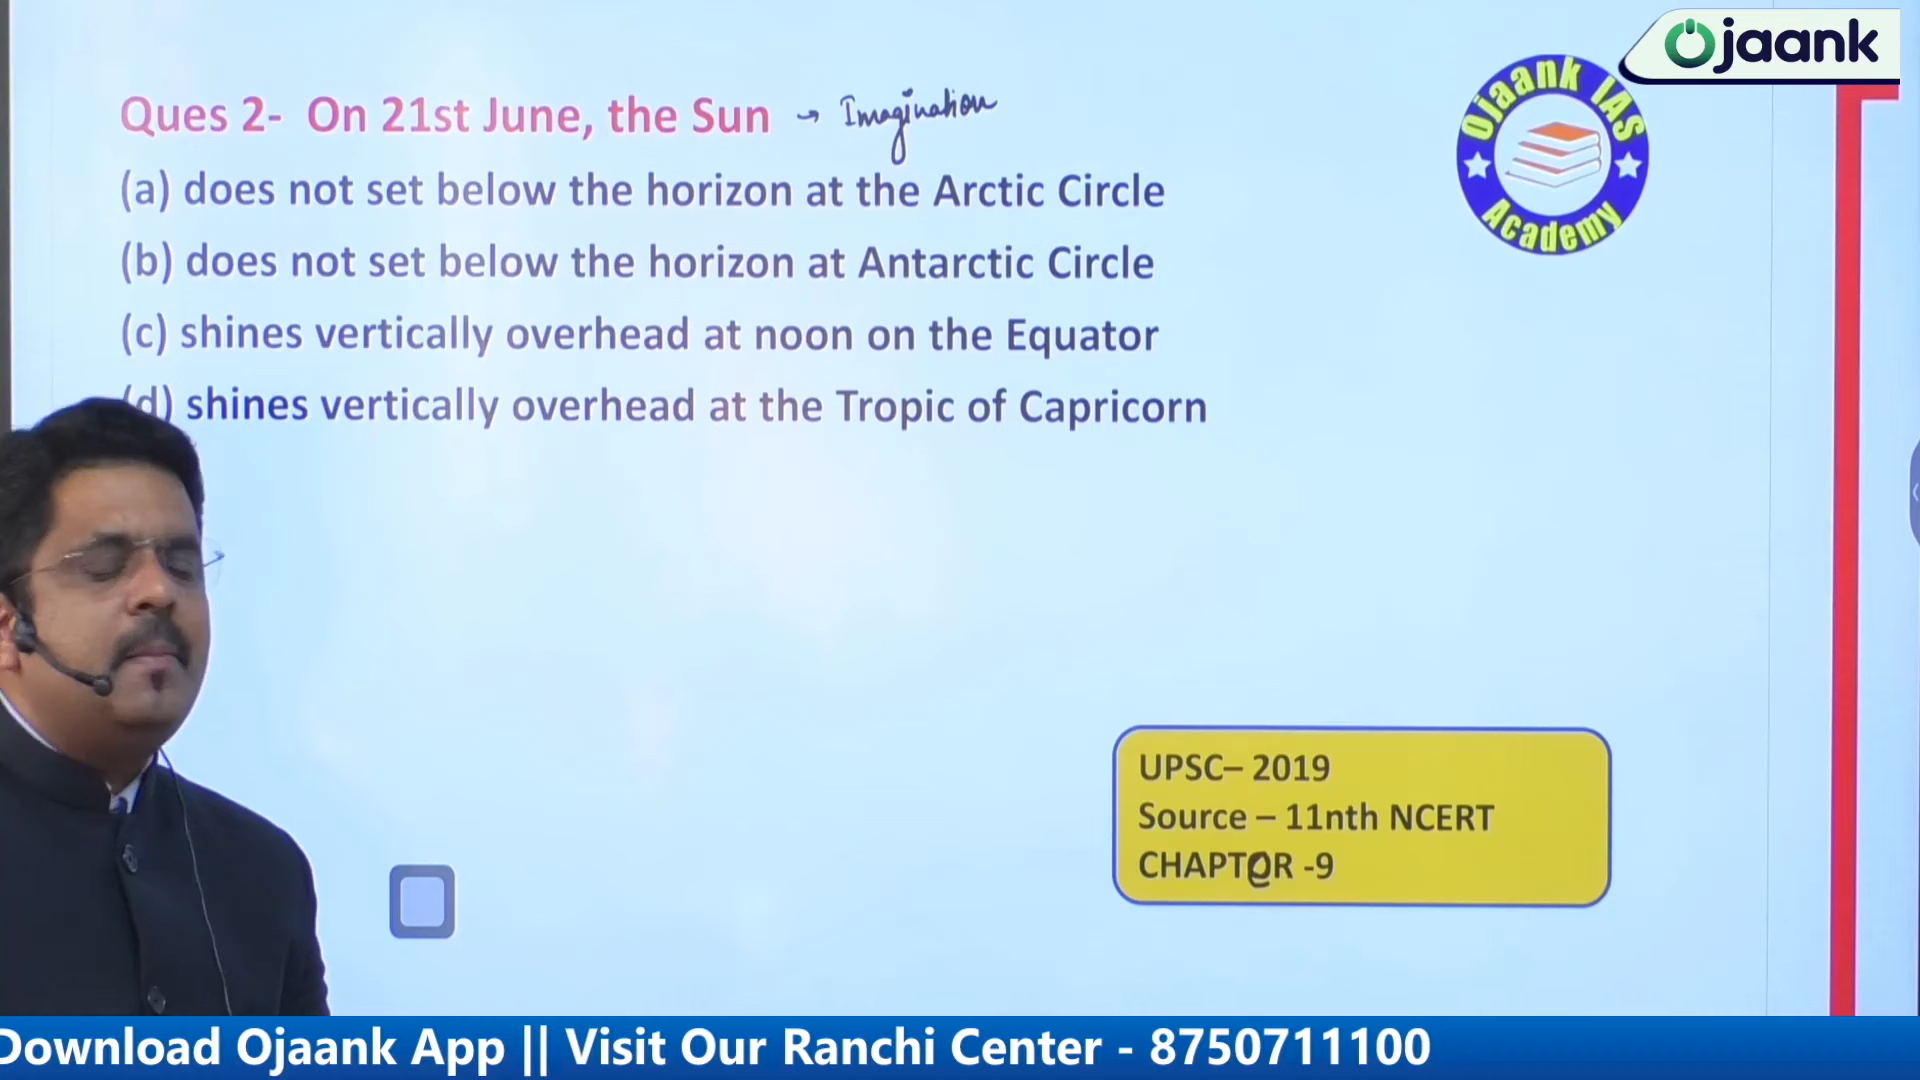 Ojaank
Ojaank IAS
Academy
Ques 2- On 21st June, the Sun → Imagination
(a) does not set below the horizon at the Arctic Circle
(b) does not set below the horizon at Antarctic Circle
(c) shines vertically overhead at noon on the Equator
(d) shines vertically overhead at the Tropic of Capricorn
UPSC– 2019
Source – 11nth NCERT
CHAPTeR -9
Download Ojaank App || Visit Our Ranchi Center - 8750711100